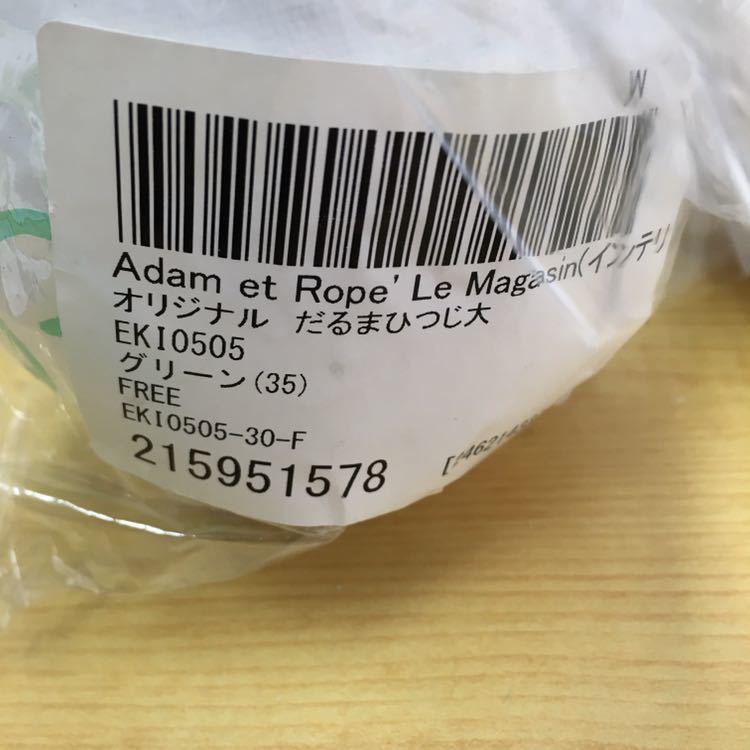 M
Adam et Rope' Le Magasin(インテリ
オリジナル だるまひつじ大
EKI0505
グリーン(35)
FREE
EKI0505-30-F
215951578